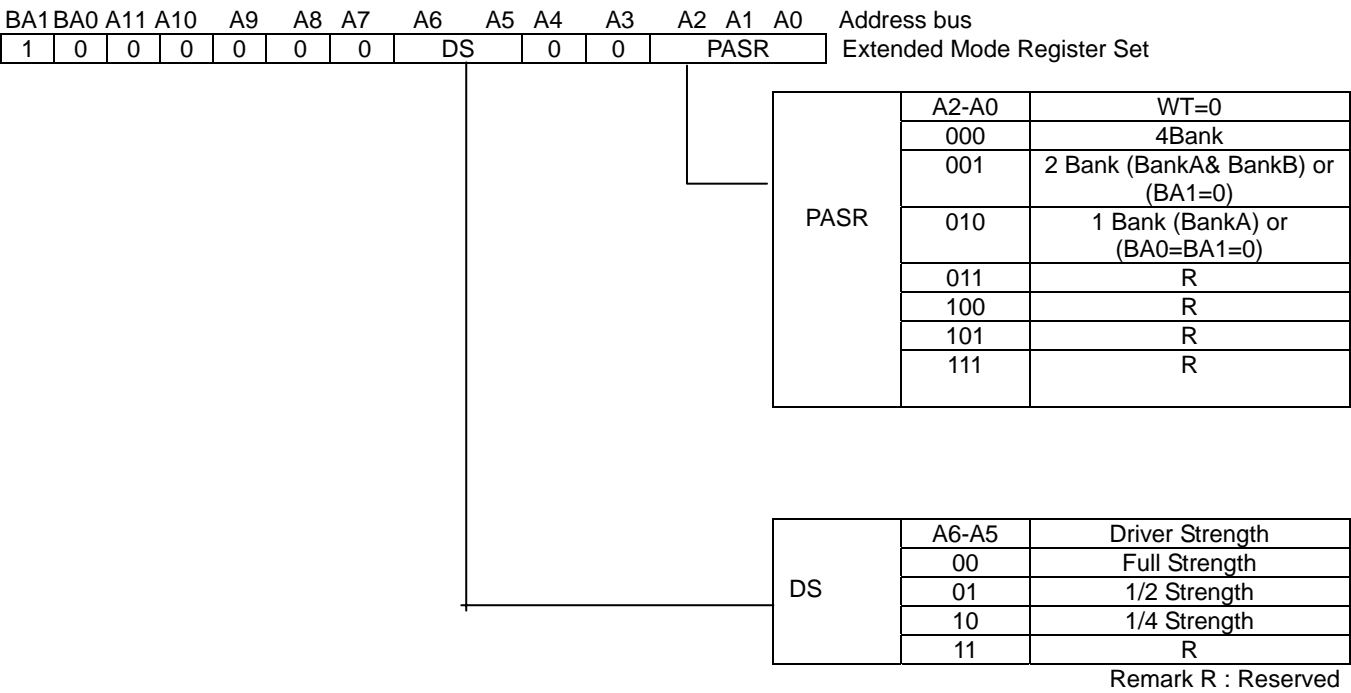 BA1 BA0 A11 A10 A9 A8 A7 A6 A5 A4 A3 A2 A1 A0 Address bus
1 0 0 0 0 0 0 DS 0 0 PASR Extended Mode Register Set
A2-A0 WT=0
000 4Bank
001 2 Bank (BankA& BankB) or
(BA1=0)
PASR 010 1 Bank (BankA) or
(BA0=BA1=0)
011 R
100 R
101 R
111 R
A6-A5 Driver Strength
00 Full Strength
DS 01 1/2 Strength
10 1/4 Strength
11 R
Remark R : Reserved